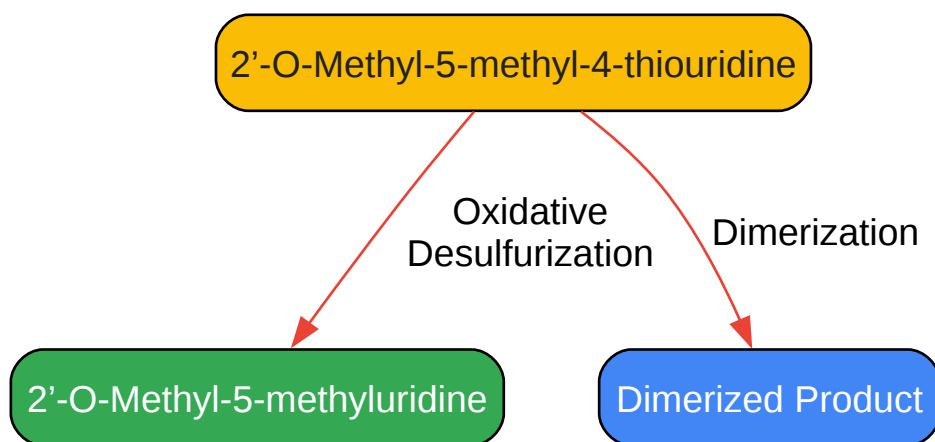 2’-O-Methyl-5-methyl-4-thiouridine
Oxidative
Desulfurization
Dimerization
2’-O-Methyl-5-methyluridine
Dimerized Product